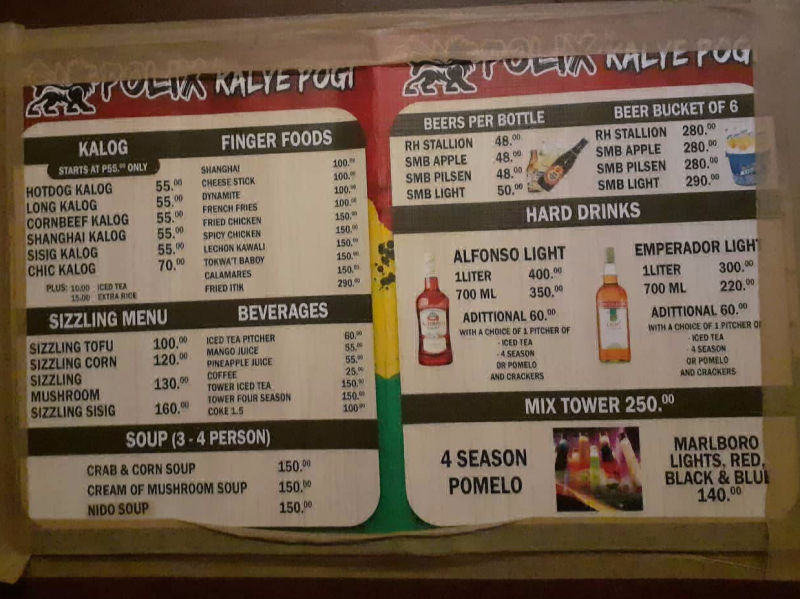 POLIX KALYE POGI
KALOG
STARTS AT P55.00 ONLY
HOTDOG KALOG 55.00
LONG KALOG 55.00
CORNBEEF KALOG 55.00
SHANGHAI KALOG 55.00
SISIG KALOG 55.00
CHIC KALOG 70.00
PLUS: 10.00 ICED TEA
15.00 EXTRA RICE
FINGER FOODS
SHANGHAI 100.00
CHEESE STICK 100.00
DYNAMITE 100.00
FRENCH FRIES 100.00
FRIED CHICKEN 150.00
SPICY CHICKEN 150.00
LECHON KAWALI 150.00
TOKWA'T BABOY 150.00
CALAMARES 150.00
FRIED ITIK 290.00
SIZZLING MENU
SIZZLING TOFU 100.00
SIZZLING CORN 120.00
SIZZLING
MUSHROOM 130.00
SIZZLING SISIG 160.00
BEVERAGES
ICED TEA PITCHER 60.00
MANGO JUICE 55.00
PINEAPPLE JUICE 55.00
COFFEE 25.00
TOWER ICED TEA 150.00
TOWER FOUR SEASON 150.00
COKE 1.5 100.00
SOUP (3 - 4 PERSON)
CRAB & CORN SOUP 150.00
CREAM OF MUSHROOM SOUP 150.00
NIDO SOUP 150.00
POLIX KALYE POGI
BEERS PER BOTTLE
RH STALLION 48.00
SMB APPLE 48.00
SMB PILSEN 48.00
SMB LIGHT 50.00
BEER BUCKET OF 6
RH STALLION 280.00
SMB APPLE 280.00
SMB PILSEN 280.00
SMB LIGHT 290.00
HARD DRINKS
ALFONSO LIGHT
1LITER 400.00
700 ML 350.00
ADITTIONAL 60.00
WITH A CHOICE OF 1 PITCHER OF
- ICED TEA
- 4 SEASON
OR POMELO
AND CRACKERS
EMPERADOR LIGHT
1LITER 300.00
700 ML 220.00
ADITTIONAL 60.00
WITH A CHOICE OF 1 PITCHER OF
- ICED TEA
- 4 SEASON
OR POMELO
AND CRACKERS
MIX TOWER 250.00
4 SEASON
POMELO
MARLBORO
LIGHTS, RED,
BLACK & BLUE
140.00